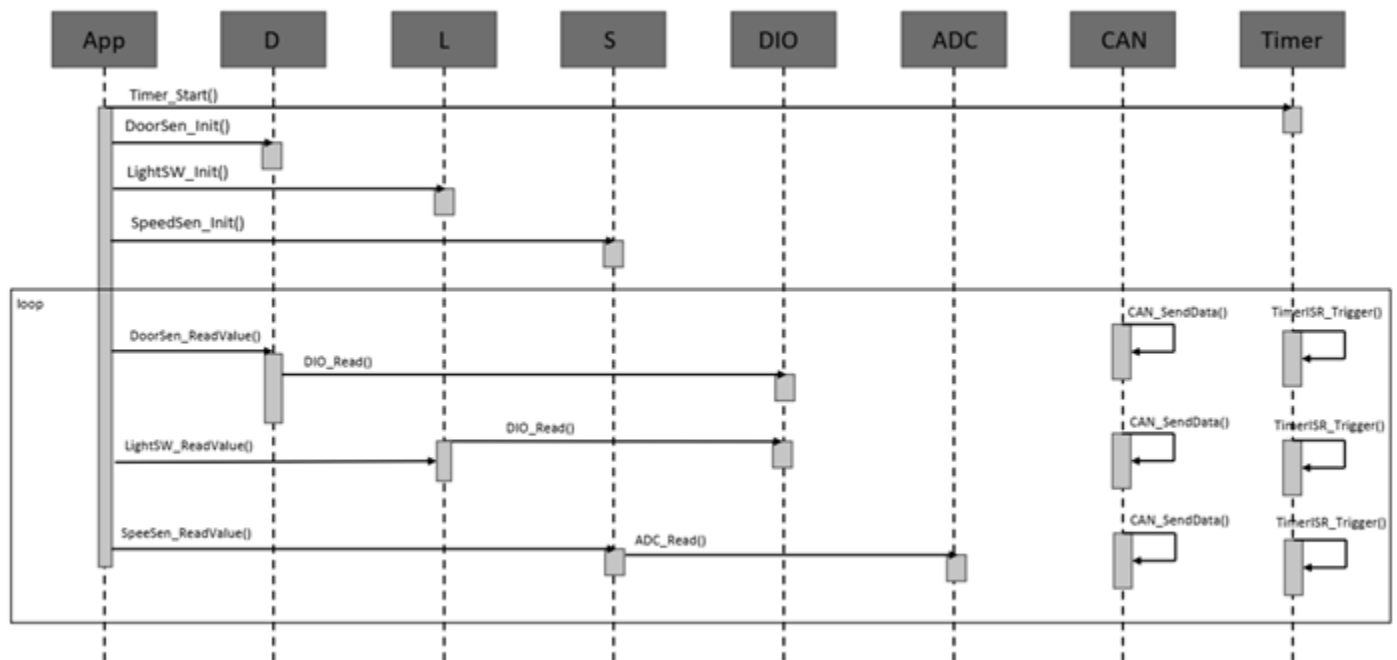 App
D
L
S
DIO
ADC
CAN
Timer
Timer_Start()
DoorSen_Init()
LightSW_Init()
SpeedSen_Init()
loop
CAN_SendData()
TimerISR_Trigger()
DoorSen_ReadValue()
DIO_Read()
CAN_SendData()
TimerISR_Trigger()
DIO_Read()
LightSW_ReadValue()
CAN_SendData()
TimerISR_Trigger()
SpeeSen_ReadValue()
ADC_Read()